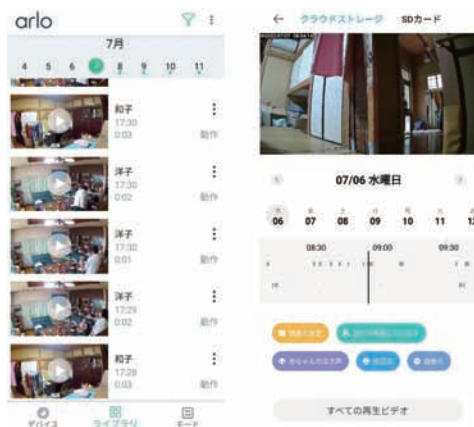 arlo
7月
4 5 6 7 8 9 10 11
和子
17:30
0:03 動作
洋子
17:30
0:02 動作
洋子
17:30
0:01 動作
洋子
17:29
0:02 動作
和子
17:28
0:03 動作
デバイス ライブラリ モード
クラウドストレージ SDカード
07/06 水曜日
06 07 08 09 10 11
08:30 09:00 09:30
すべての再生ビデオ